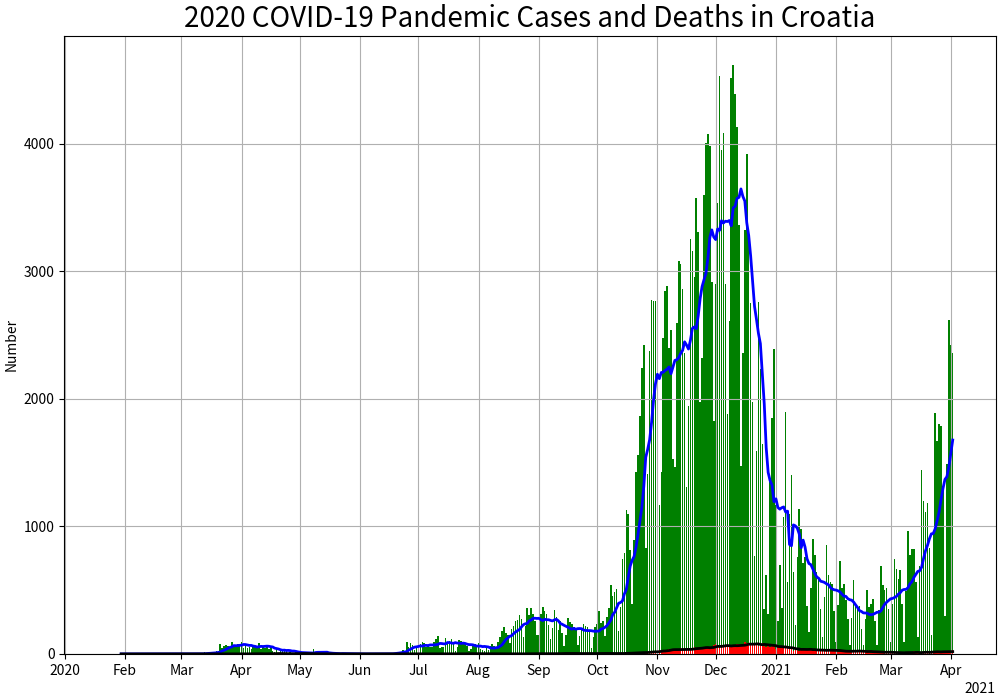 2020 COVID-19 Pandemic Cases and Deaths in Croatia
Number
4000
3000
2000
1000
0
2020 Feb Mar Apr May Jun Jul Aug Sep Oct Nov Dec 2021 Feb Mar Apr
2021